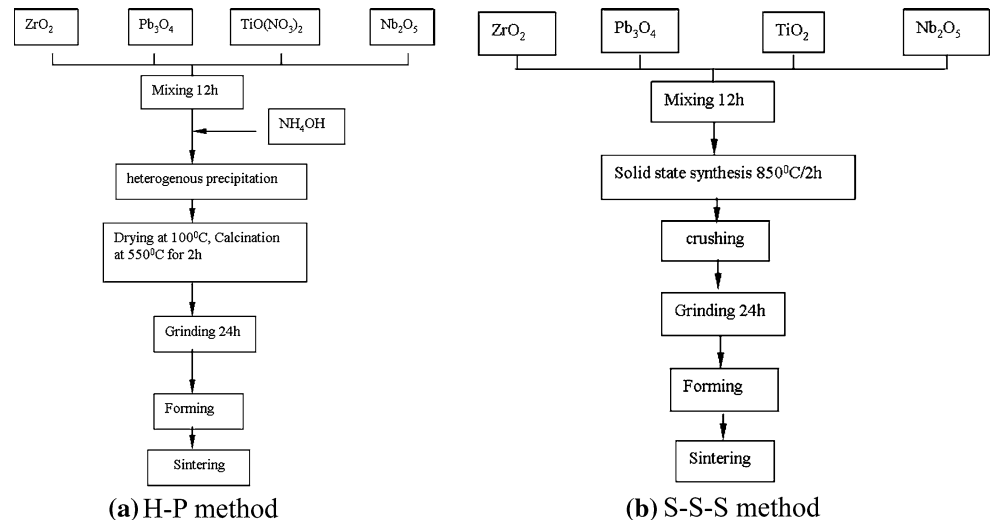 ZrO₂
Pb₃O₄
TiO(NO₃)₂
Nb₂O₅
Mixing 12h
NH₄OH
heterogenous precipitation
Drying at 100⁰C, Calcination
at 550⁰C for 2h
Grinding 24h
Forming
Sintering
(a) H-P method
ZrO₂
Pb₃O₄
TiO₂
Nb₂O₅
Mixing 12h
Solid state synthesis 850⁰C/2h
crushing
Grinding 24h
Forming
Sintering
(b) S-S-S method